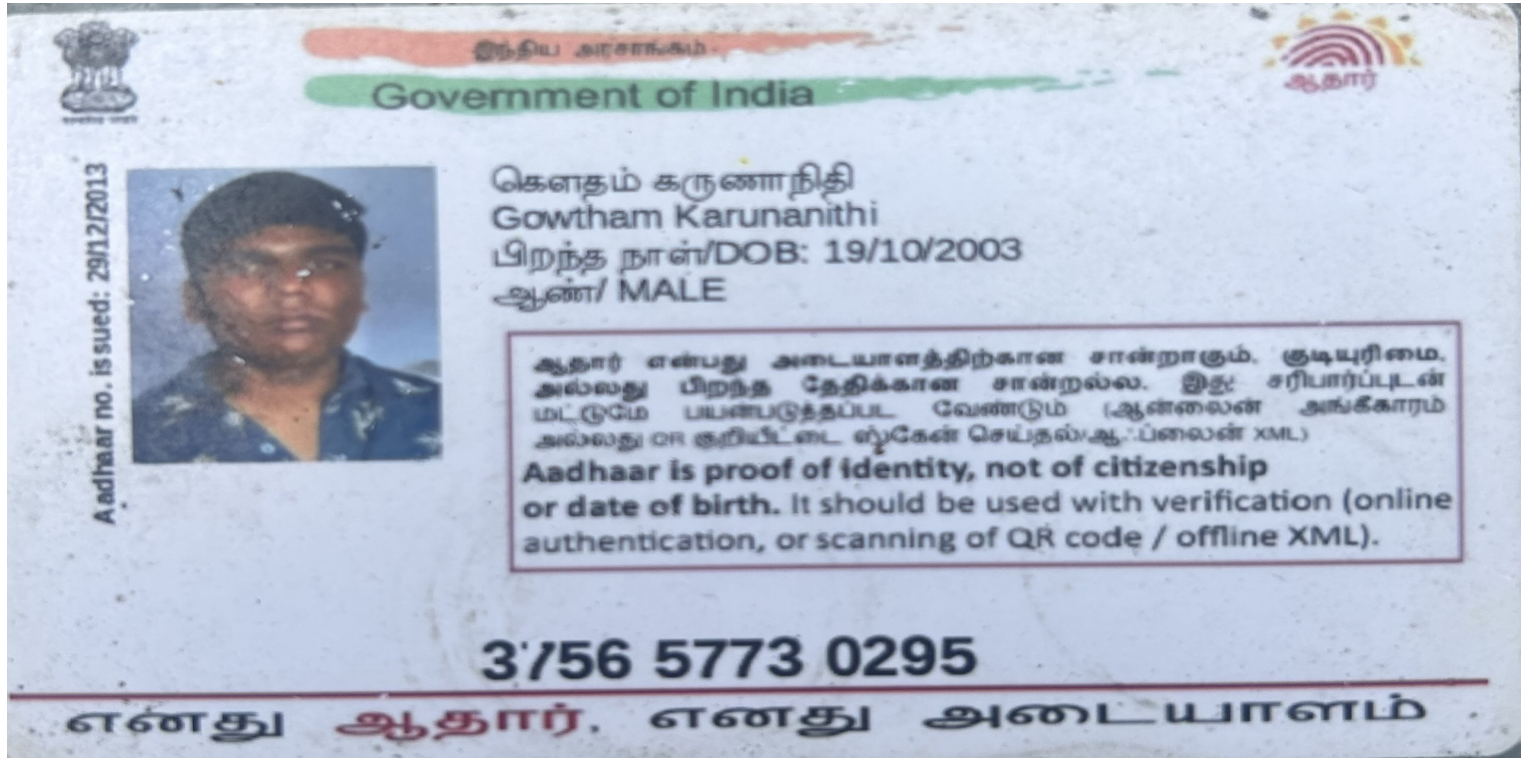 இந்திய அரசாங்கம்
Government of India
ஆதார்
Aadhaar no. issued: 29/12/2013
கௌதம் கருணாநிதி
Gowtham Karunanithi
பிறந்த நாள்/DOB: 19/10/2003
ஆண்/ MALE
ஆதார் என்பது அடையாளத்திற்கான சான்றாகும். குடியுரிமை.
அல்லது பிறந்த தேதிக்கான சான்றல்ல. இது சரிபார்ப்புடன்
மட்டுமே பயன்படுத்தப்பட வேண்டும் (ஆன்லைன் அங்கீகாரம்
அல்லது QR குறியீட்டை ஸ்கேன் செய்தல்/ஆஃப்லைன் XML)
Aadhaar is proof of identity, not of citizenship
or date of birth. It should be used with verification (online
authentication, or scanning of QR code / offline XML).
3756 5773 0295
எனது ஆதார், எனது அடையாளம்